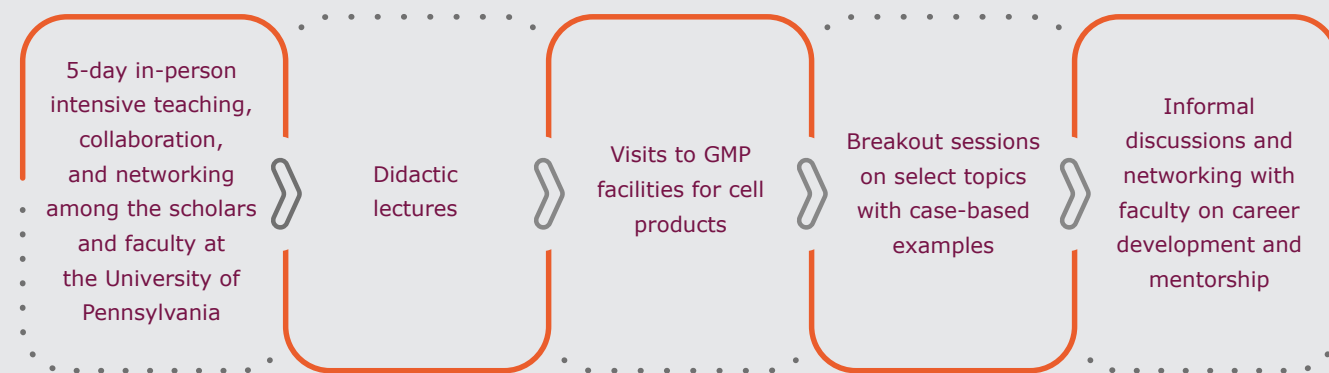 5-day in-person
intensive teaching,
collaboration,
and networking
among the scholars
and faculty at
the University of
Pennsylvania
Didactic
lectures
Visits to GMP
facilities for cell
products
Breakout sessions
on select topics
with case-based
examples
Informal
discussions and
networking with
faculty on career
development and
mentorship